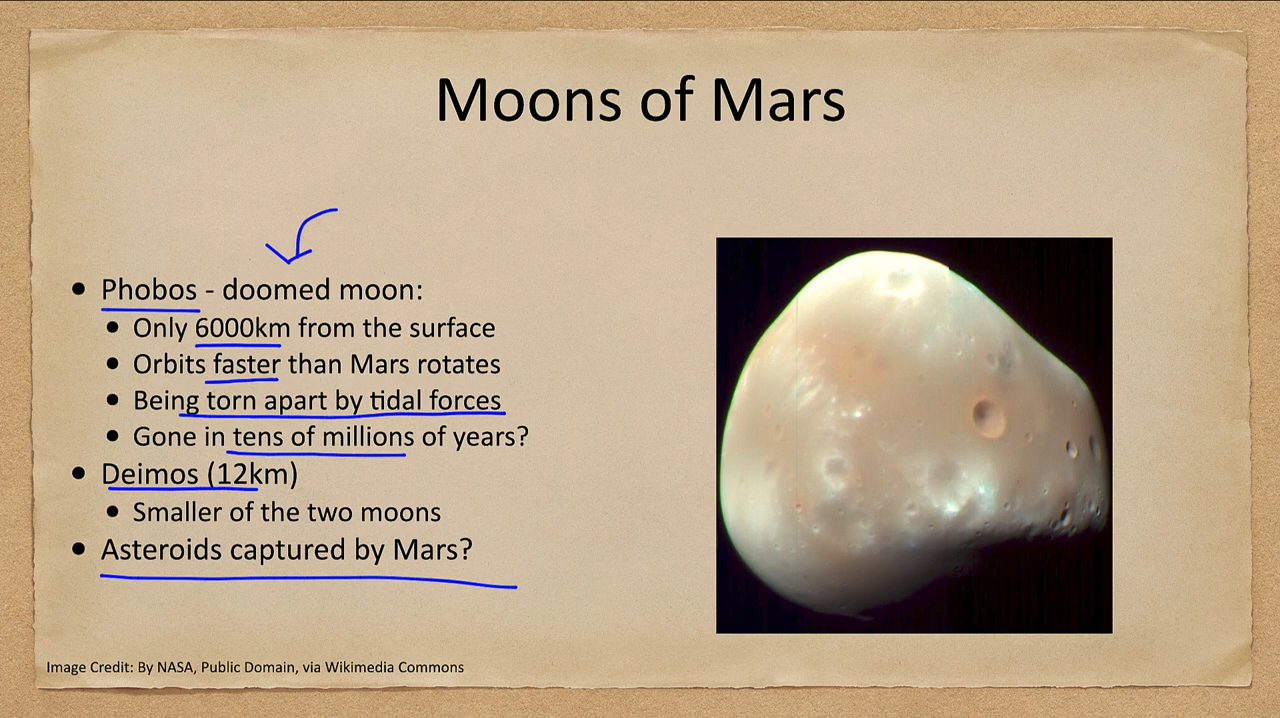 Moons of Mars
• Phobos - doomed moon:
• Only 6000km from the surface
• Orbits faster than Mars rotates
• Being torn apart by tidal forces
• Gone in tens of millions of years?
• Deimos (12km)
• Smaller of the two moons
• Asteroids captured by Mars?
Image Credit: By NASA, Public Domain, via Wikimedia Commons